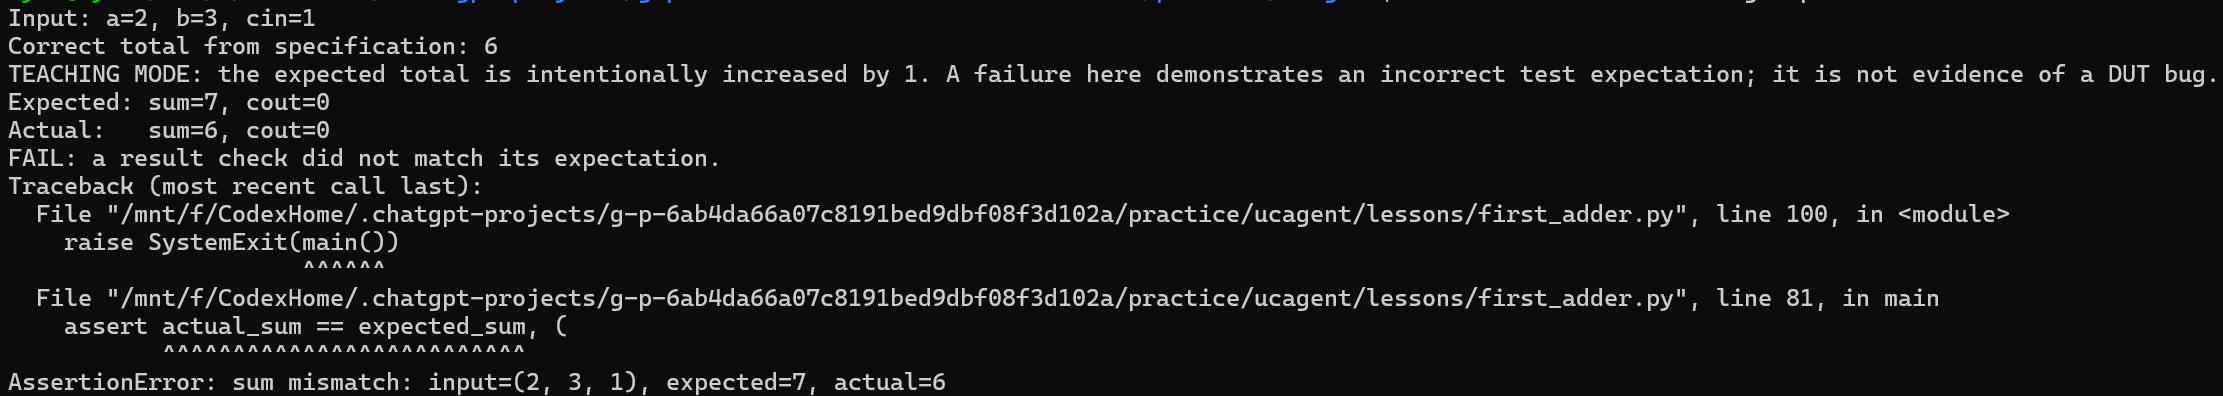 Input: a=2, b=3, cin=1
Correct total from specification: 6
TEACHING MODE: the expected total is intentionally increased by 1. A failure here demonstrates an incorrect test expectation; it is not evidence of a DUT bug.
Expected: sum=7, cout=0
Actual:   sum=6, cout=0
FAIL: a result check did not match its expectation.
Traceback (most recent call last):
  File "/mnt/f/CodexHome/.chatgpt-projects/g-p-6ab4da66a07c8191bed9dbf08f3d102a/practice/ucagent/lessons/first_adder.py", line 100, in <module>
    raise SystemExit(main())
                     ^^^^^^
  File "/mnt/f/CodexHome/.chatgpt-projects/g-p-6ab4da66a07c8191bed9dbf08f3d102a/practice/ucagent/lessons/first_adder.py", line 81, in main
    assert actual_sum == expected_sum, (
           ^^^^^^^^^^^^^^^^^^^^^^^^^^
AssertionError: sum mismatch: input=(2, 3, 1), expected=7, actual=6